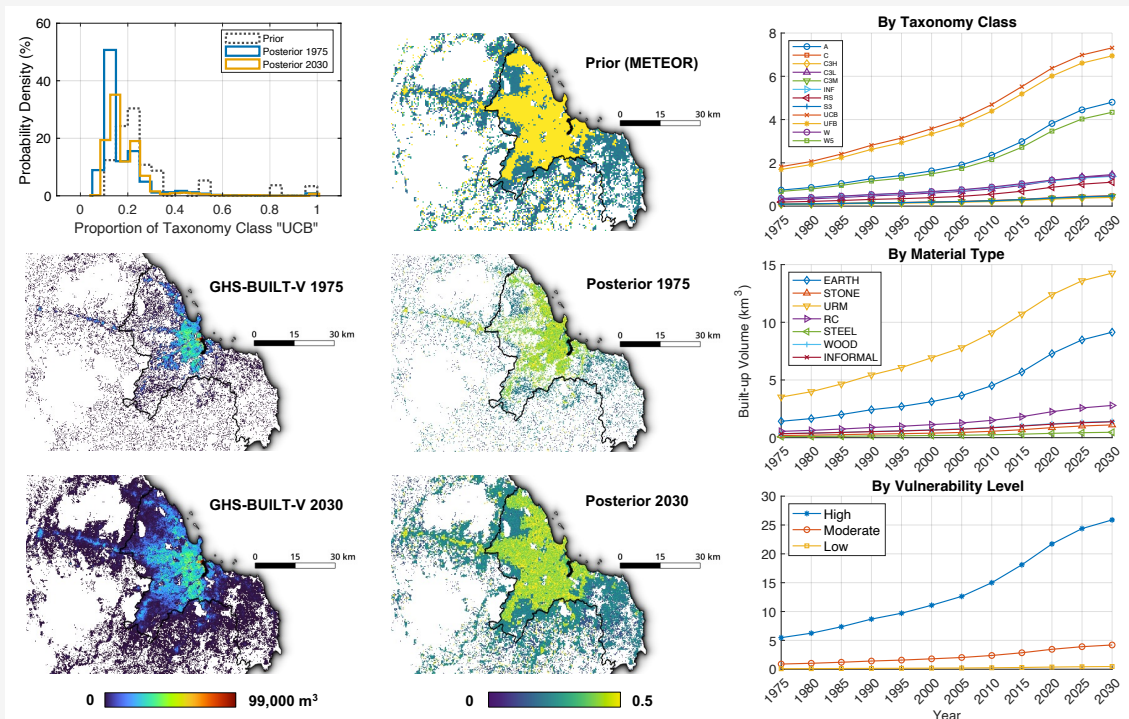 60
40
20
0
Probability Density (%)
Prior
Posterior 1975
Posterior 2030
0 0.2 0.4 0.6 0.8 1
Proportion of Taxonomy Class "UCB"
Prior (METEOR)
0 15 30 km
By Taxonomy Class
8
6
4
2
0
A
C
C3H
C3L
C3M
INF
RS
S3
UCB
UFB
W
W5
1975 1980 1985 1990 1995 2000 2005 2010 2015 2020 2025 2030
GHS-BUILT-V 1975
0 15 30 km
Posterior 1975
0 15 30 km
By Material Type
15
10
5
0
Built-up Volume (km³)
EARTH
STONE
URM
RC
STEEL
WOOD
INFORMAL
1975 1980 1985 1990 1995 2000 2005 2010 2015 2020 2025 2030
GHS-BUILT-V 2030
0 15 30 km
Posterior 2030
0 15 30 km
By Vulnerability Level
30
25
20
15
10
5
0
High
Moderate
Low
1975 1980 1985 1990 1995 2000 2005 2010 2015 2020 2025 2030
Year
0 99,000 m³
0 0.5